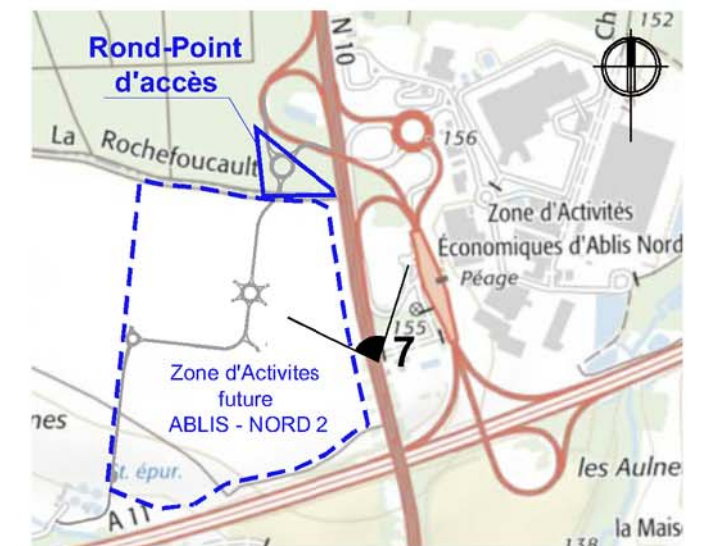 Rond-Point
d'accès
N 10
Ch
152
La Rochefoucault
156
Zone d'Activités
Économiques d'Ablis Nord
Péage
155
7
Zone d'Activites
future
ABLIS - NORD 2
nes
St. épur.
A 11
les Aulne
la Mais
138